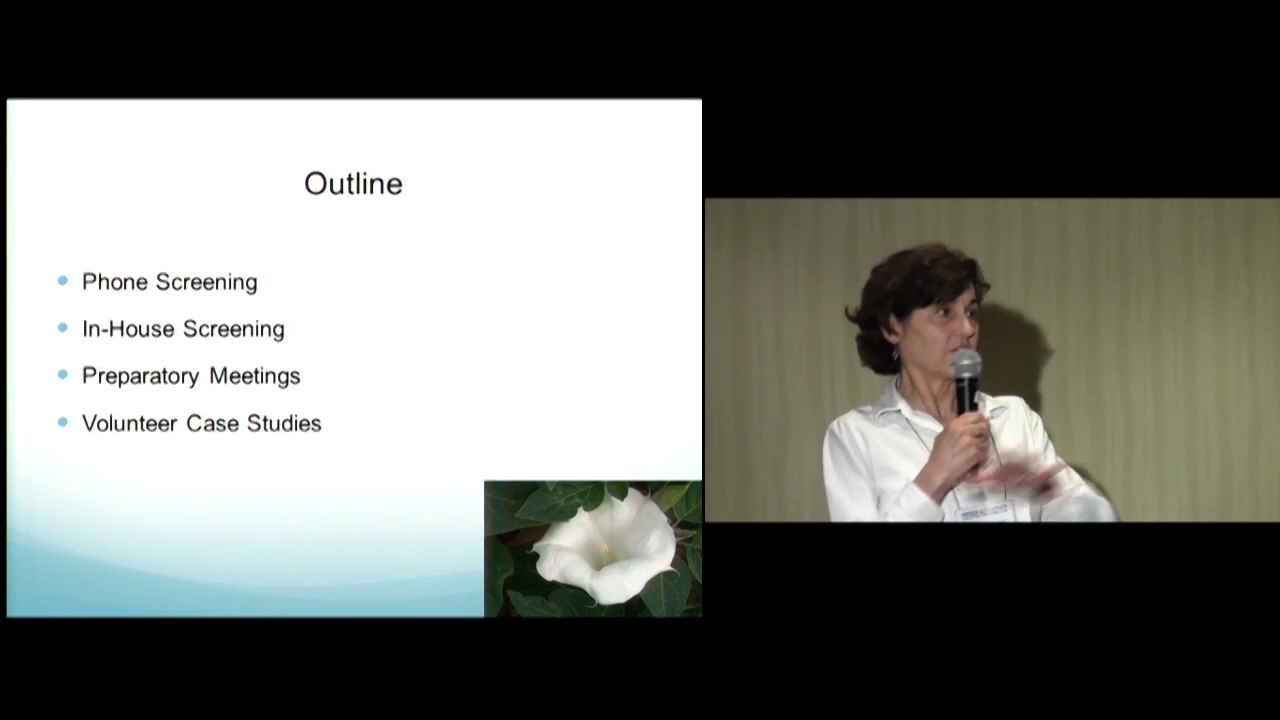 Outline
Phone Screening
In-House Screening
Preparatory Meetings
Volunteer Case Studies